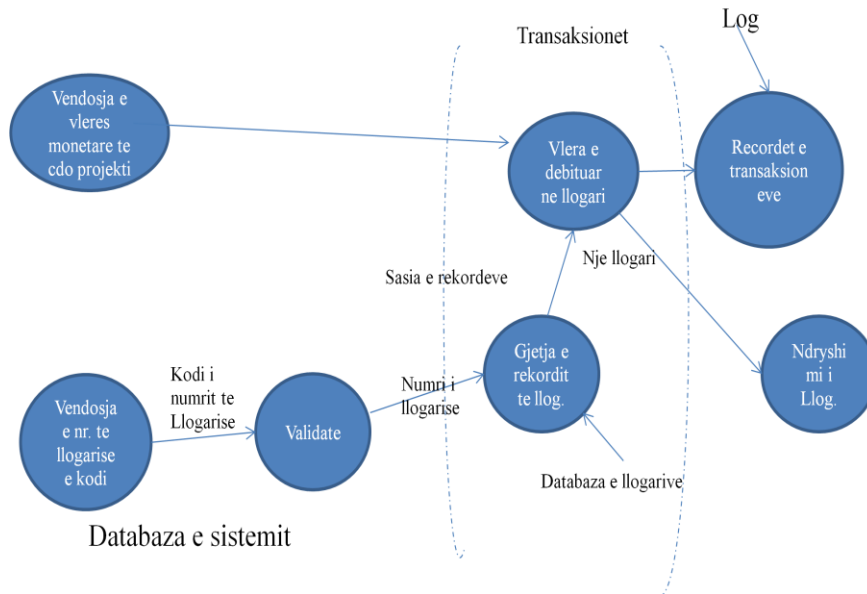 Log
Transaksionet
Vendosja e
vleres
monetare te
cdo projekti
Vlera e
debituar
ne llogari
Recordet e
transaksion
eve
Nje llogari
Sasia e rekordeve
Gjetja e
rekordit
te llog.
Ndryshi
mi i
Llog.
Kodi i
numrit te
Llogarise
Numri i
llogarise
Vendosja
e nr. te
llogarise
e kodi
Validate
Databaza e llogarive
Databaza e sistemit